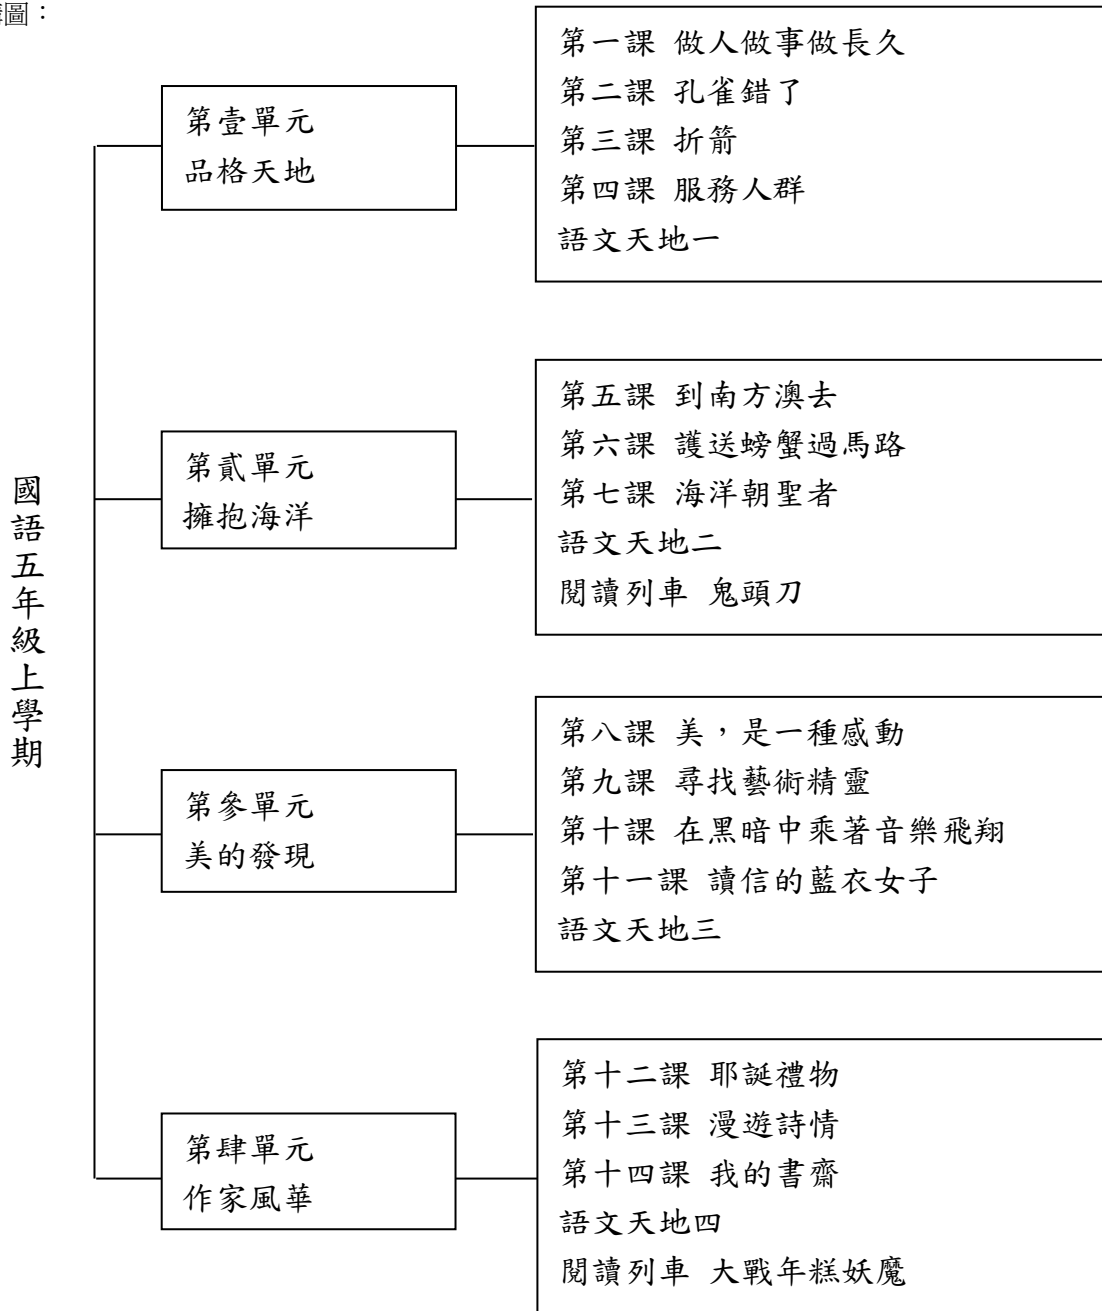 圖：
國語五年級上學期
第壹單元
品格天地
第一課 做人做事做長久
第二課 孔雀錯了
第三課 折箭
第四課 服務人群
語文天地一
第貳單元
擁抱海洋
第五課 到南方澳去
第六課 護送螃蟹過馬路
第七課 海洋朝聖者
語文天地二
閱讀列車 鬼頭刀
第參單元
美的發現
第八課 美，是一種感動
第九課 尋找藝術精靈
第十課 在黑暗中乘著音樂飛翔
第十一課 讀信的藍衣女子
語文天地三
第肆單元
作家風華
第十二課 耶誕禮物
第十三課 漫遊詩情
第十四課 我的書齋
語文天地四
閱讀列車 大戰年糕妖魔